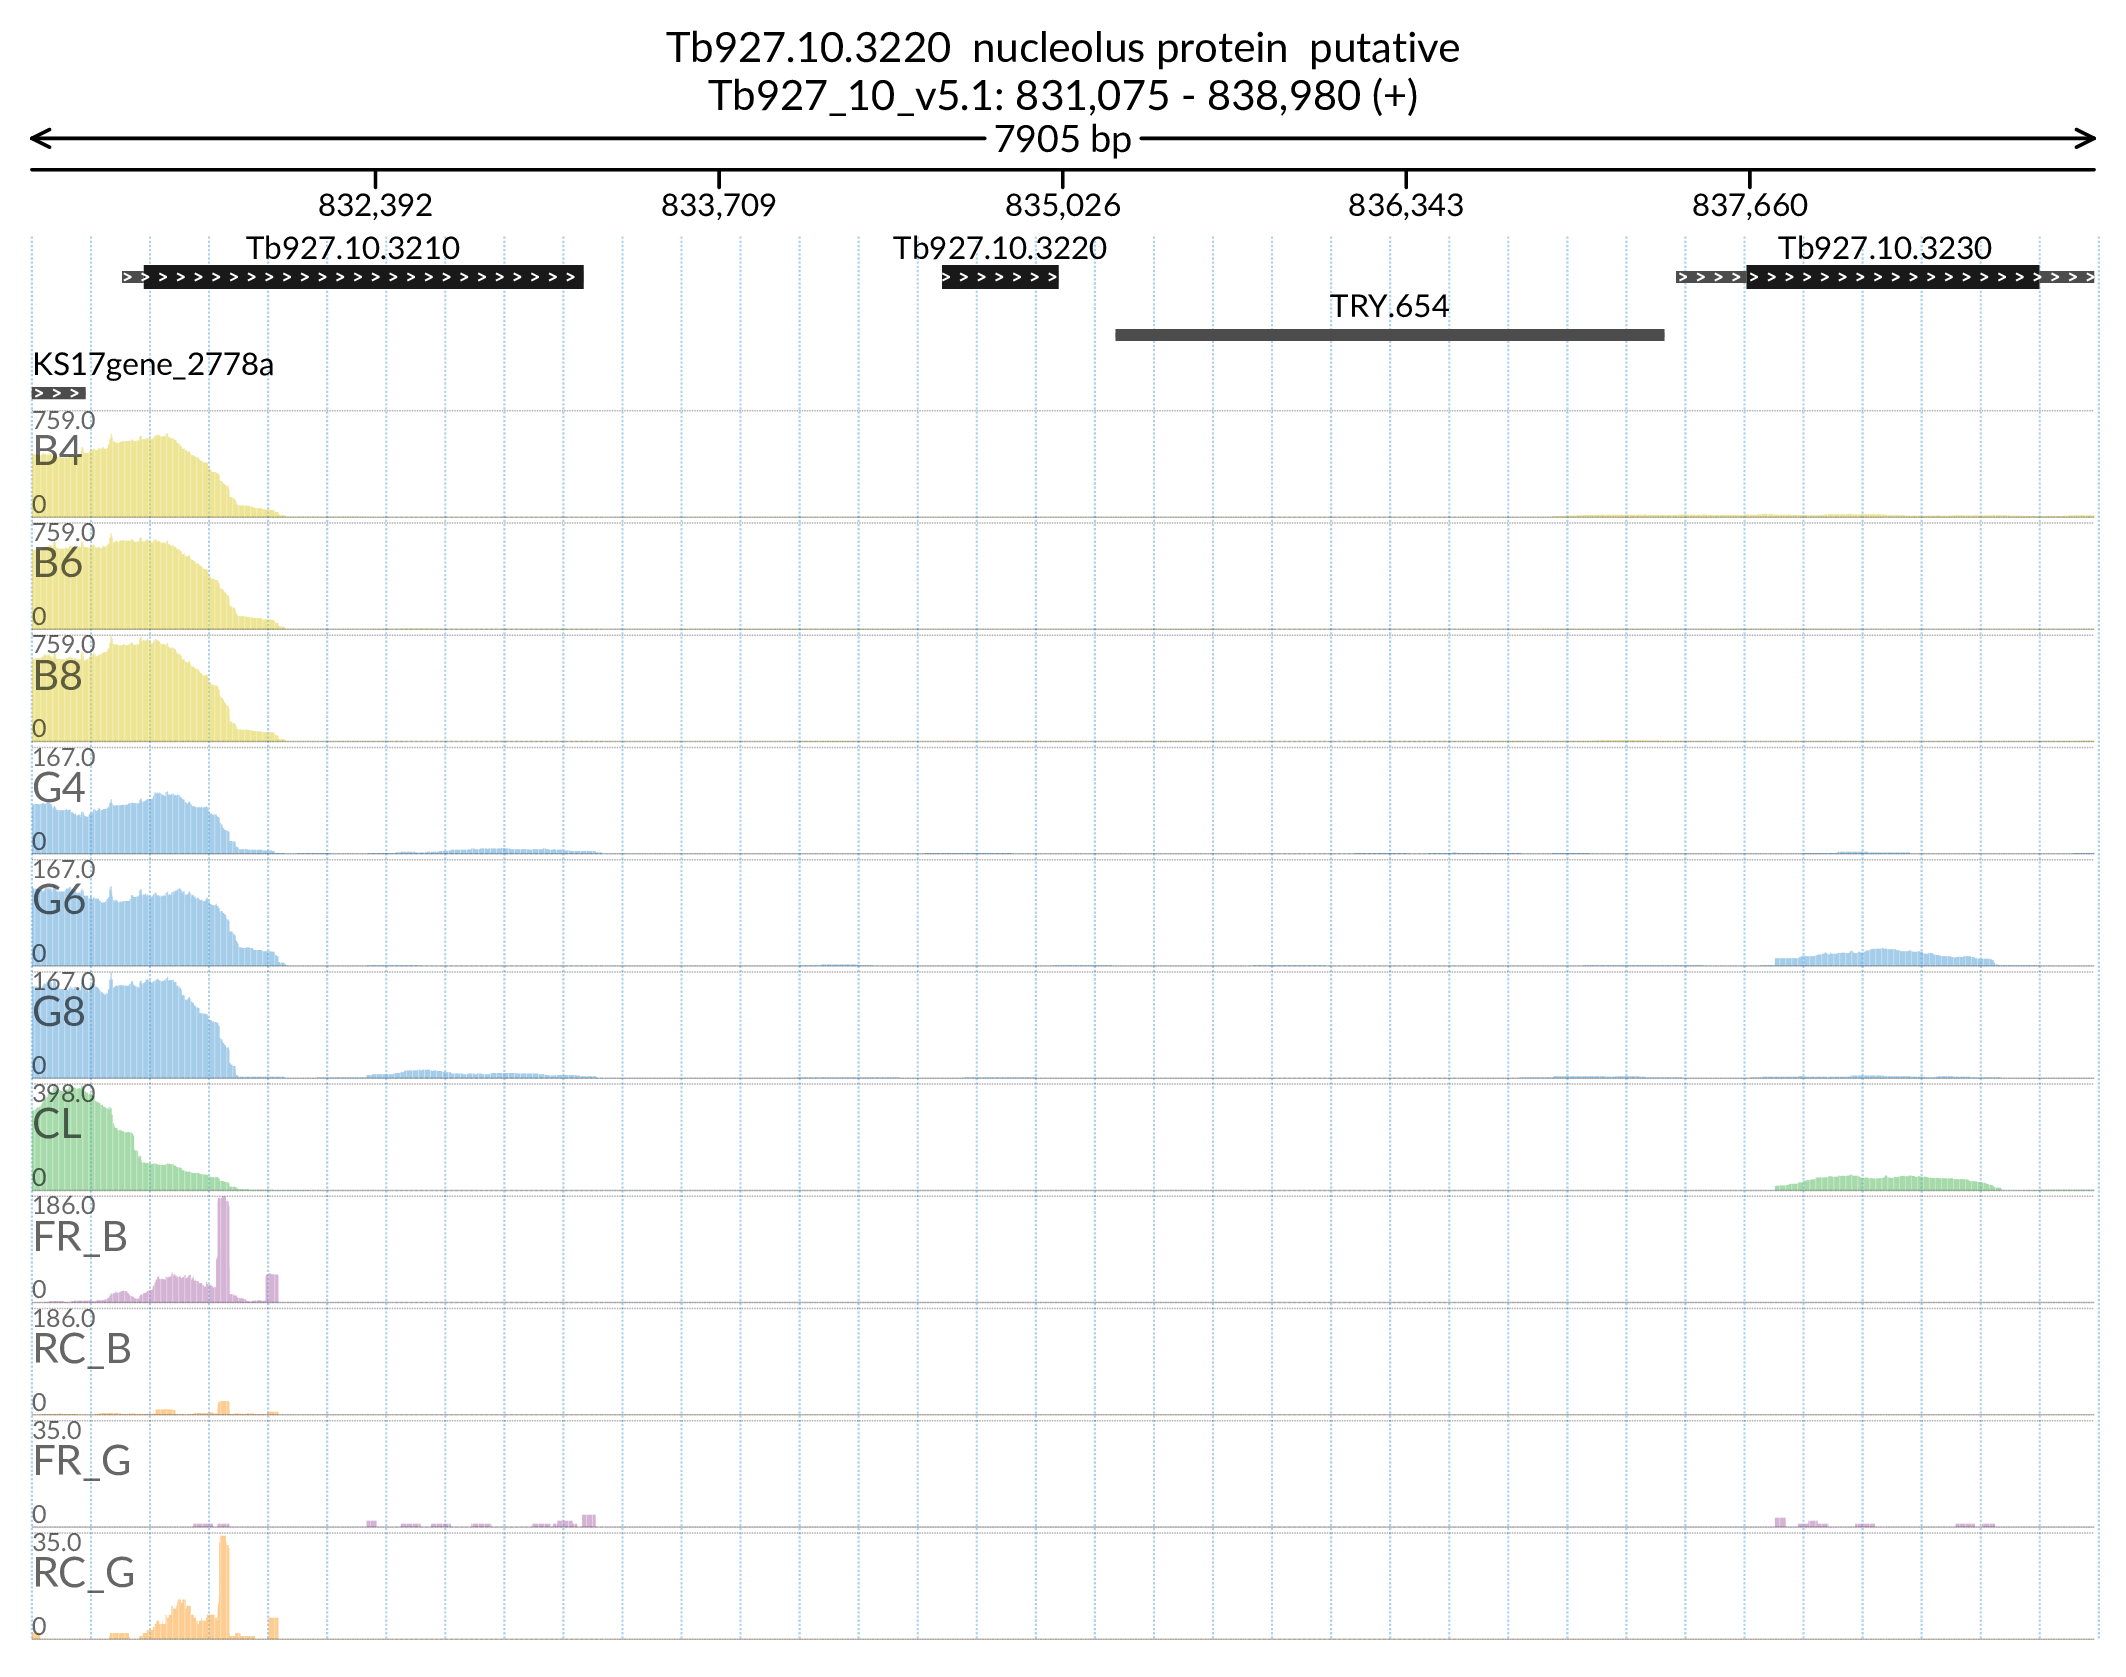 Tb927.10.3220 nucleolus protein putative
Tb927_10_v5.1: 831,075 - 838,980 (+)
7905 bp
832,392 833,709 835,026 836,343 837,660
Tb927.10.3210 Tb927.10.3220 Tb927.10.3230
TRY.654
KS17gene_2778a
759.0
B4
0
759.0
B6
0
759.0
B8
0
167.0
G4
0
167.0
G6
0
167.0
G8
0
398.0
CL
0
186.0
FR_B
0
186.0
RC_B
0
35.0
FR_G
0
35.0
RC_G
0